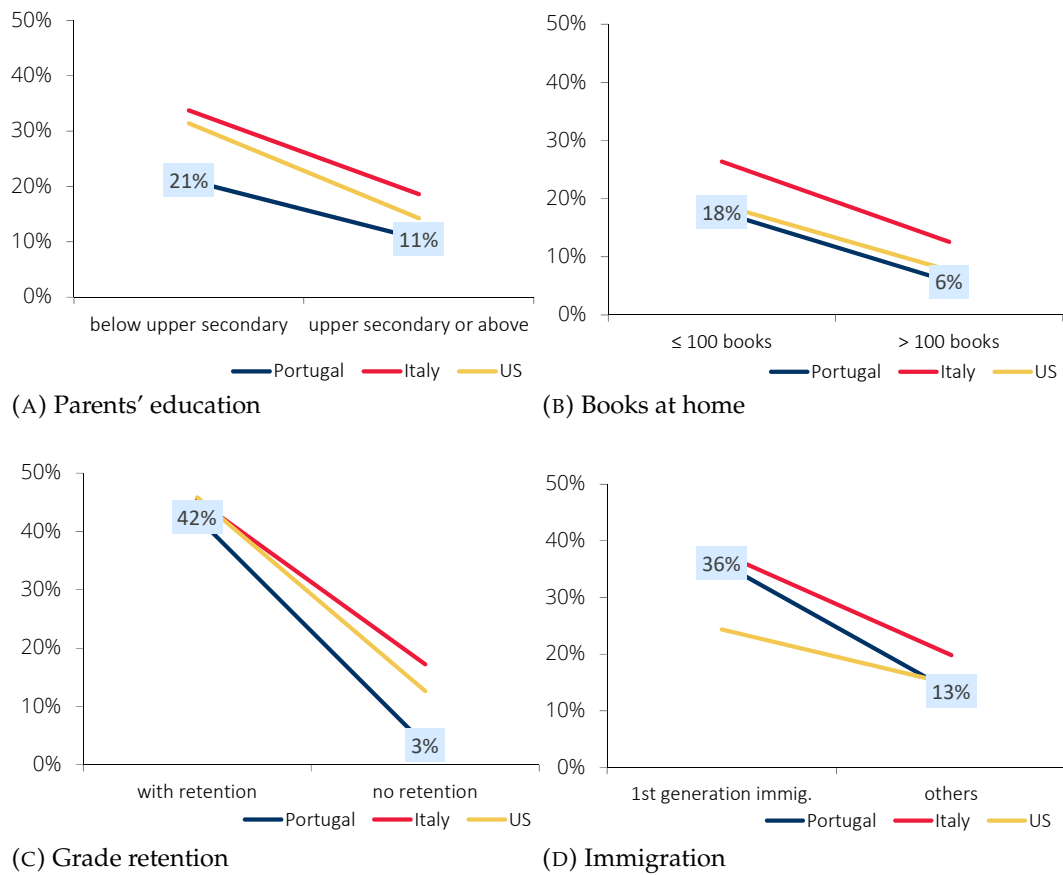 50%
40%
30%
20%
10%
0%
21%
11%
below upper secondary upper secondary or above
Portugal Italy US
(A) Parents’ education
50%
40%
30%
20%
10%
0%
18%
6%
≤ 100 books > 100 books
Portugal Italy US
(B) Books at home
50%
40%
30%
20%
10%
0%
42%
3%
with retention no retention
Portugal Italy US
(C) Grade retention
50%
40%
30%
20%
10%
0%
36%
13%
1st generation immig. others
Portugal Italy US
(D) Immigration